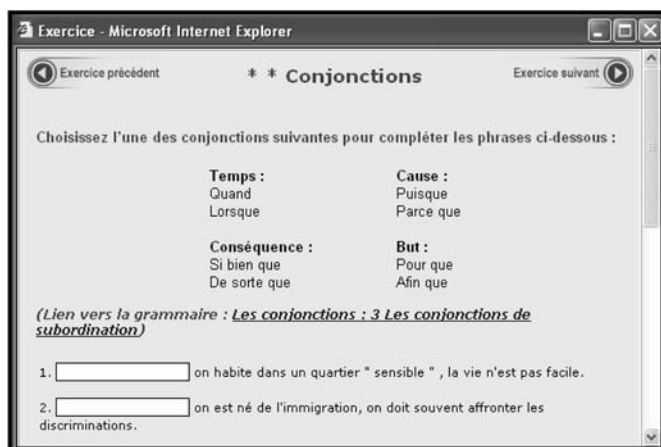 Exercice - Microsoft Internet Explorer
Exercice précédent
* * Conjonctions
Exercice suivant
Choisissez l'une des conjonctions suivantes pour compléter les phrases ci-dessous :
Temps :
Quand
Lorsque
Cause :
Puisque
Parce que
Conséquence :
Si bien que
De sorte que
But :
Pour que
Afin que
(Lien vers la grammaire : Les conjonctions : 3 Les conjonctions de
subordination)
1. on habite dans un quartier " sensible " , la vie n'est pas facile.
2. on est né de l'immigration, on doit souvent affronter les
discriminations.